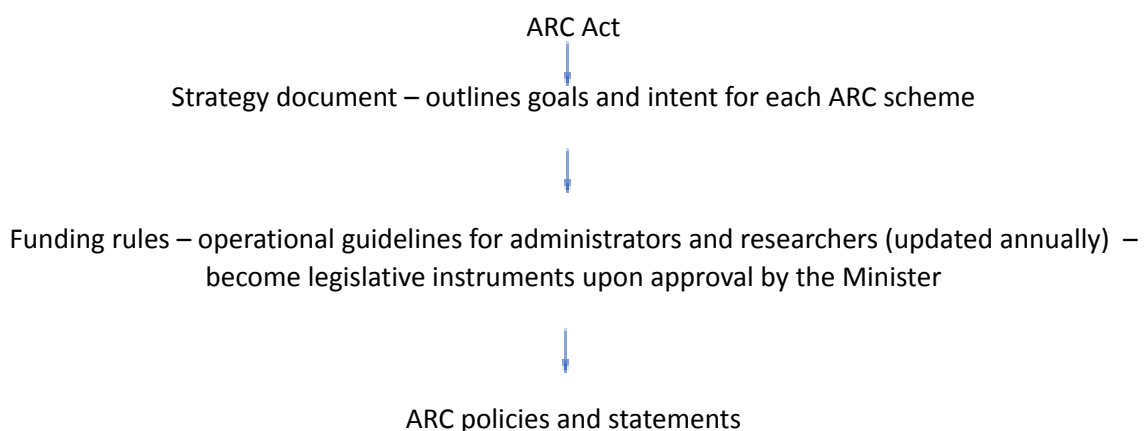 ARC Act
Strategy document – outlines goals and intent for each ARC scheme
Funding rules – operational guidelines for administrators and researchers (updated annually) –
become legislative instruments upon approval by the Minister
ARC policies and statements